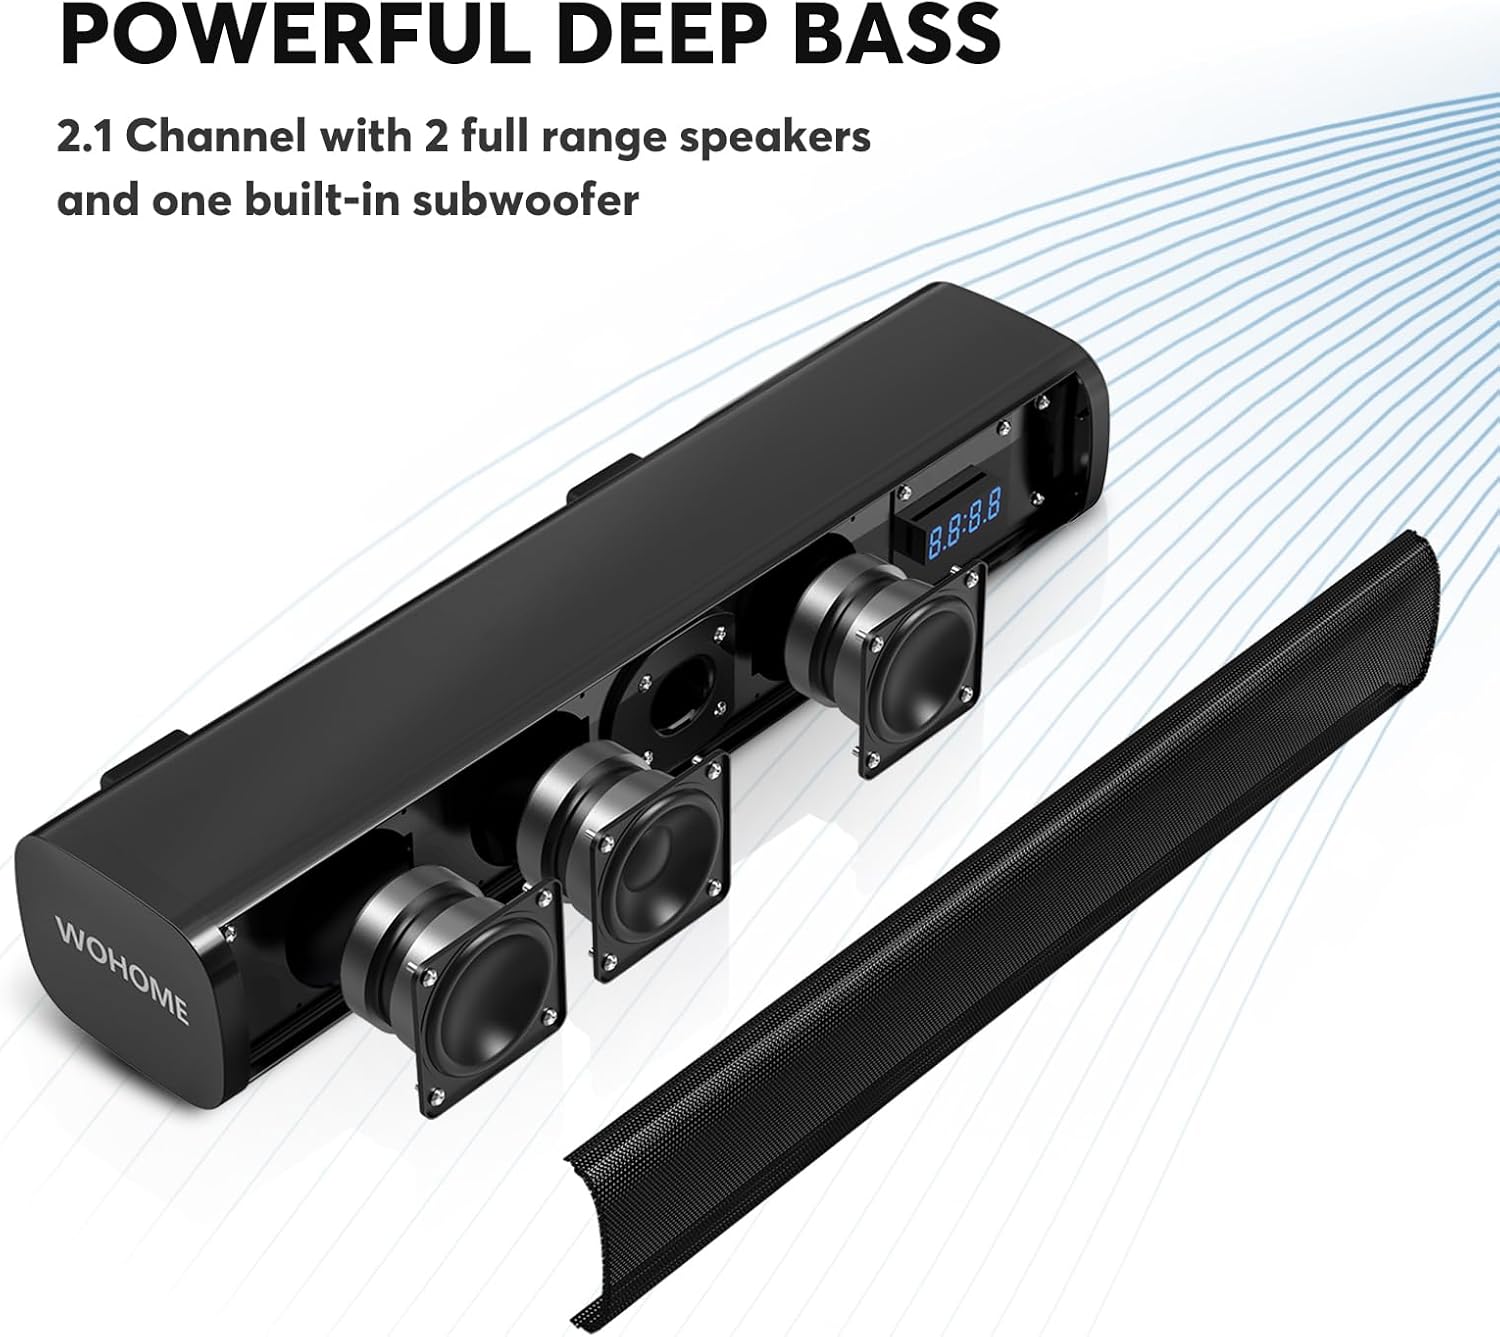 POWERFUL DEEP BASS
2.1 Channel with 2 full range speakers
and one built-in subwoofer
8.8:8.8
WOHOME